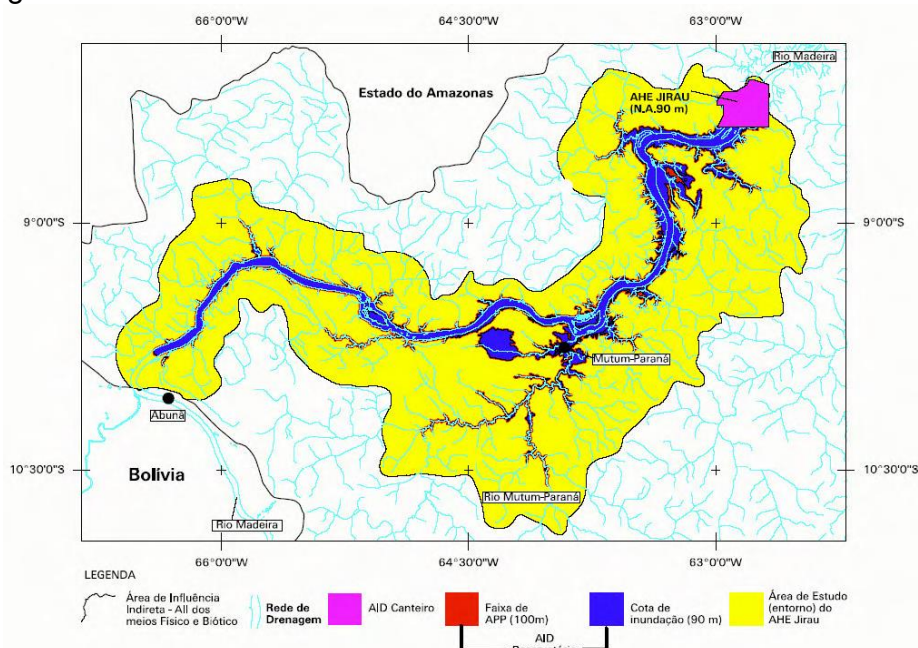 66°0'0"W
64°30'0"W
63°0'0"W
Rio Madeira
Estado do Amazonas
AHE JIRAU
(N.A.90 m)
9°0'0"S
9°0'0"S
Mutum-Paraná
Abunã
10°30'0"S
10°30'0"S
Bolívia
Rio Mutum-Paraná
Rio Madeira
66°0'0"W
64°30'0"W
63°0'0"W
LEGENDA
Área de Influência
Indireta - AII dos
meios Físico e Biótico
Rede de
Drenagem
AID Canteiro
Faixa de
APP (100m)
Cota de
inundação (90 m)
Área de Estudo
(entorno) do
AHE Jirau
AID